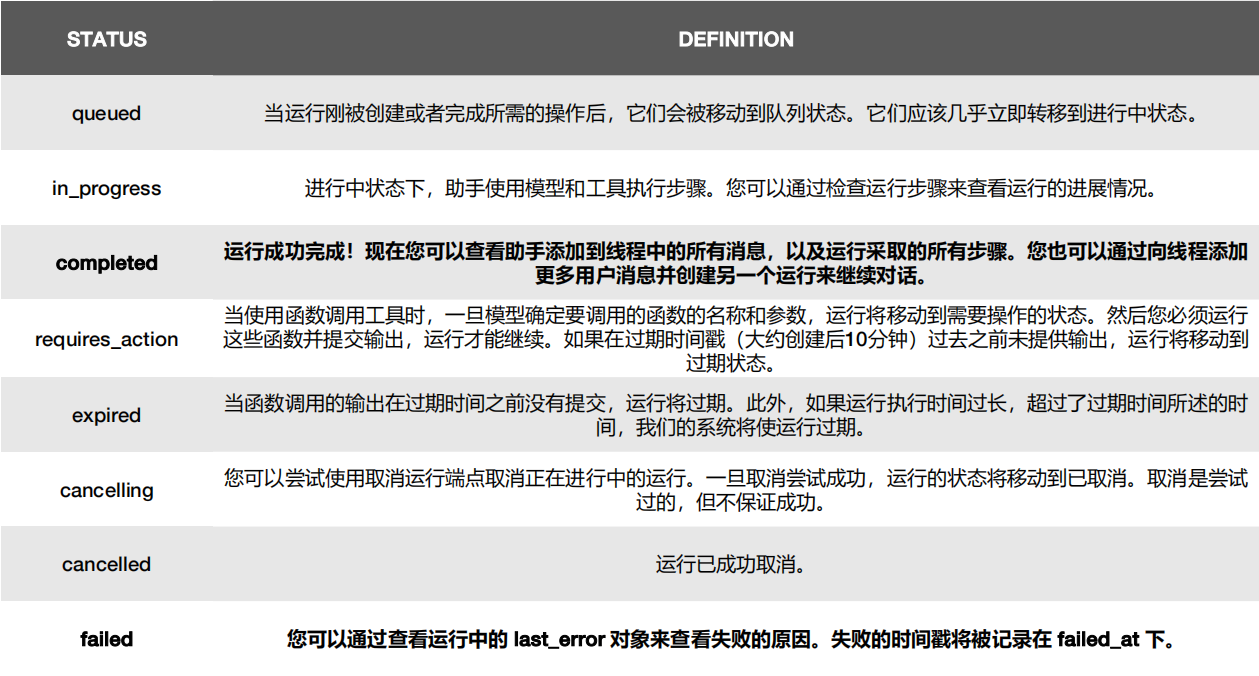 STATUS DEFINITION
queued 当运行刚被创建或者完成所需的操作后，它们会被移动到队列状态。它们应该几乎立即转移到进行中状态。
in_progress 进行中状态下，助手使用模型和工具执行步骤。您可以通过检查运行步骤来查看运行的进展情况。
completed 运行成功完成！现在您可以查看助手添加到线程中的所有消息，以及运行采取的所有步骤。您也可以通过向线程添加
更多用户消息并创建另一个运行来继续对话。
当使用函数调用工具时，一旦模型确定要调用的函数的名称和参数，运行将移动到需要操作的状态。然后您必须运行
requires_action 这些函数并提交输出，运行才能继续。如果在过期时间戳（大约创建后10分钟）过去之前未提供输出，运行将移动到
过期状态。
expired 当函数调用的输出在过期时间之前没有提交，运行将过期。此外，如果运行执行时间过长，超过了过期时间所述的时
间，我们的系统将使运行过期。
cancelling 您可以尝试使用取消运行端点取消正在进行中的运行。一旦取消尝试成功，运行的状态将移动到已取消。取消是尝试
过的，但不保证成功。
cancelled 运行已成功取消。
failed 您可以通过查看运行中的 last_error 对象来查看失败的原因。失败的时间戳将被记录在 failed_at 下。